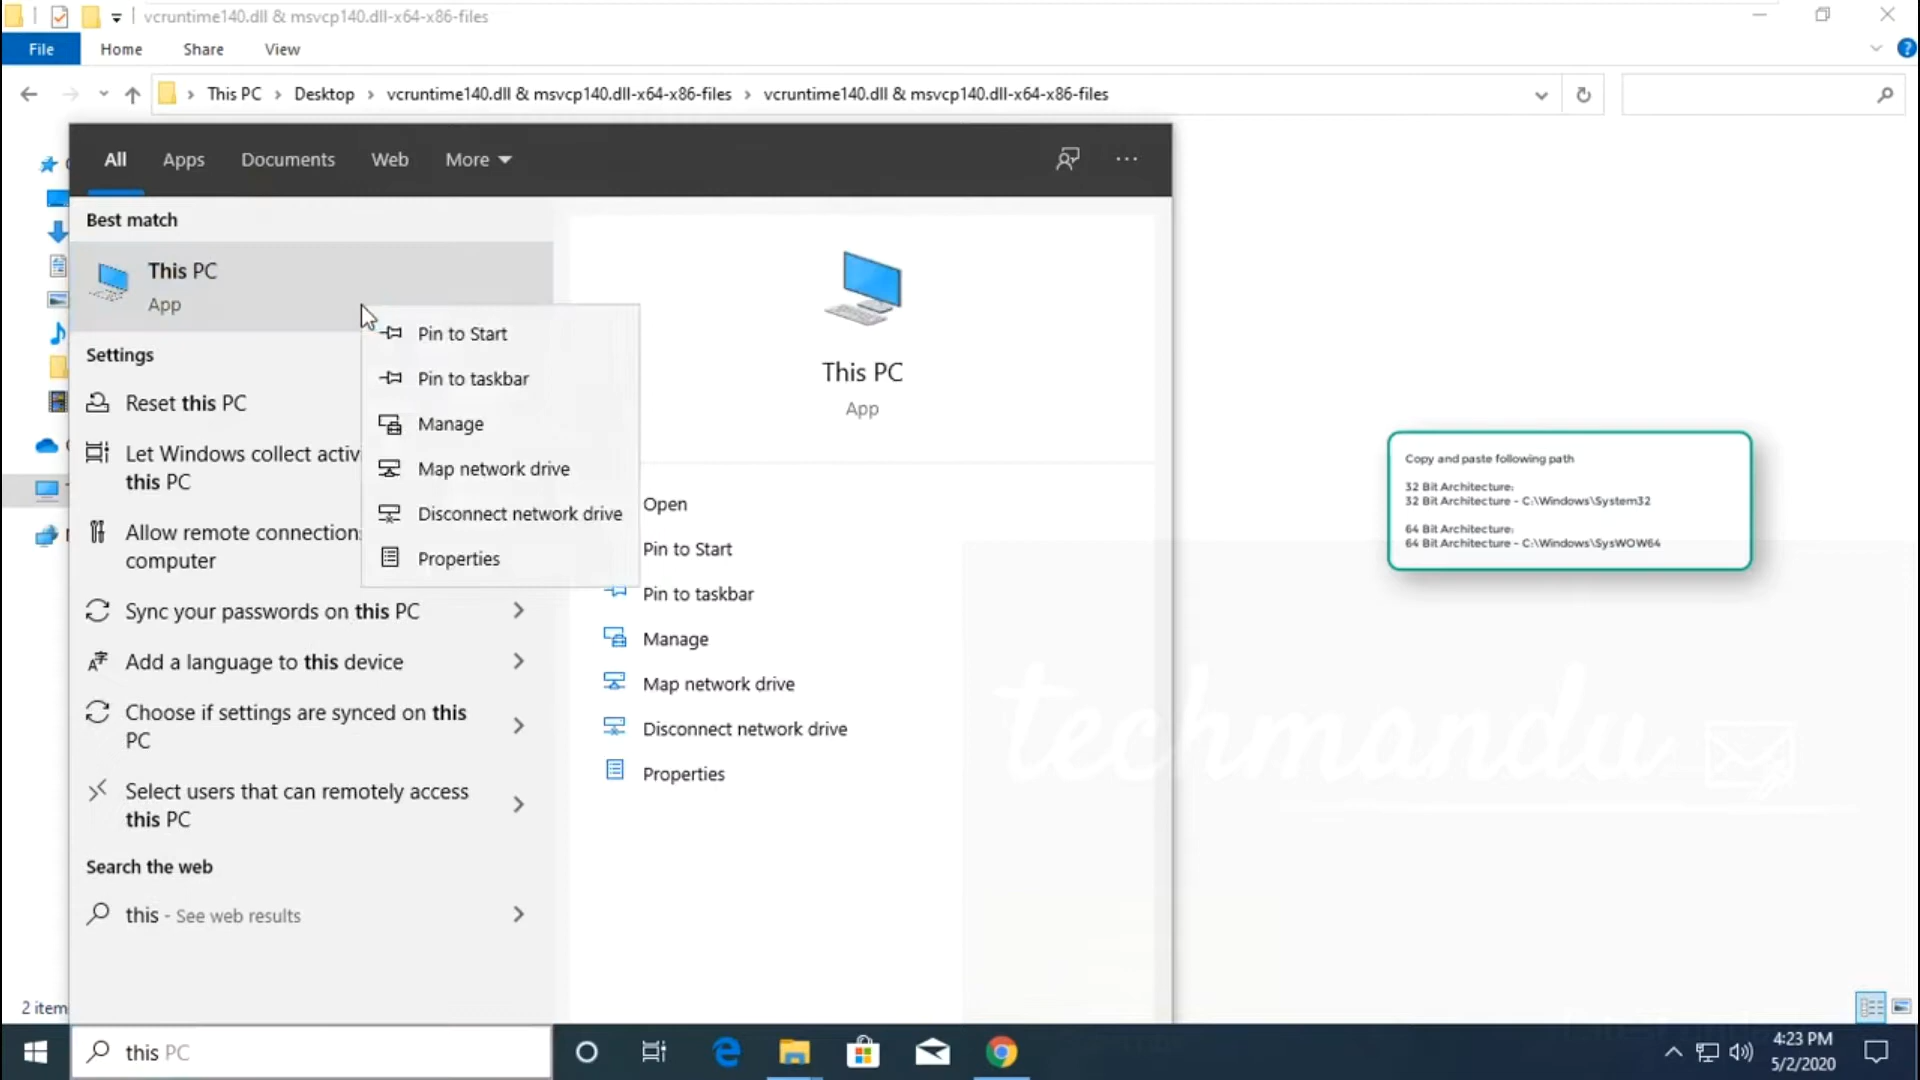 vcruntime140.dll & msvcp140.dll-x64-x86-files
File Home Share View
This PC Desktop vcruntime140.dll & msvcp140.dll-x64-x86-files vcruntime140.dll & msvcp140.dll-x64-x86-files
All Apps Documents Web More
Best match
This PC
App
Settings
Reset this PC
Let Windows collect activ
this PC
Allow remote connections
computer
Sync your passwords on this PC
Add a language to this device
Choose if settings are synced on this
PC
Select users that can remotely access
this PC
Search the web
this - See web results
Pin to Start
Pin to taskbar
Manage
Map network drive
Disconnect network drive
Properties
This PC
App
Open
Pin to Start
Pin to taskbar
Manage
Map network drive
Disconnect network drive
Properties
Copy and paste following path
32 Bit Architecture:
32 Bit Architecture - C:\Windows\System32
64 Bit Architecture:
64 Bit Architecture - C:\Windows\SysWOW64
techmandu
2 item
this PC
4:23 PM
5/2/2020